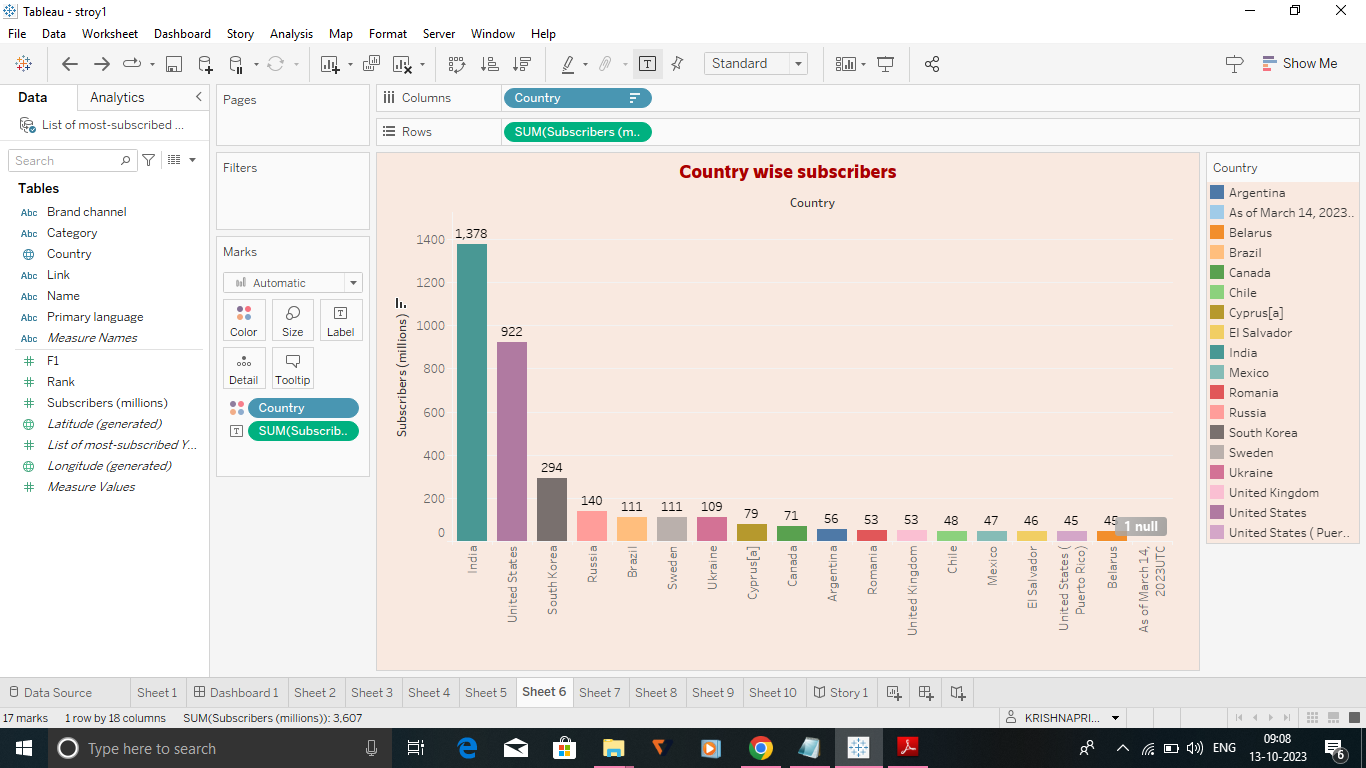 Tableau - stroy1
File Data Worksheet Dashboard Story Analysis Map Format Server Window Help
Standard
Show Me
Data Analytics
List of most-subscribed ...
Search
Tables
Abc Brand channel
Abc Category
Country
Abc Link
Abc Name
Abc Primary language
Abc Measure Names
F1
Rank
Subscribers (millions)
Latitude (generated)
List of most-subscribed Y...
Longitude (generated)
Measure Values
Pages
Filters
Marks
Automatic
Color Size Label
Detail Tooltip
Country
SUM(Subscrib..
Columns Country
Rows SUM(Subscribers (m..
Country wise subscribers
Country
Subscribers (millions)
1400
1200
1000
800
600
400
200
0
1,378
922
294
140
111
111
109
79
71
56
53
53
48
47
46
45
45
1 null
India
United States
South Korea
Russia
Brazil
Sweden
Ukraine
Cyprus[a]
Canada
Argentina
Romania
United Kingdom
Chile
Mexico
El Salvador
United States (
Puerto Rico)
Belarus
As of March 14,
2023UTC
Country
Argentina
As of March 14, 2023..
Belarus
Brazil
Canada
Chile
Cyprus[a]
El Salvador
India
Mexico
Romania
Russia
South Korea
Sweden
Ukraine
United Kingdom
United States
United States ( Puer..
Data Source Sheet 1 Dashboard 1 Sheet 2 Sheet 3 Sheet 4 Sheet 5 Sheet 6 Sheet 7 Sheet 8 Sheet 9 Sheet 10 Story 1
17 marks 1 row by 18 columns SUM(Subscribers (millions)): 3,607
KRISHNAPRI...
Type here to search
ENG
09:08
13-10-2023
6